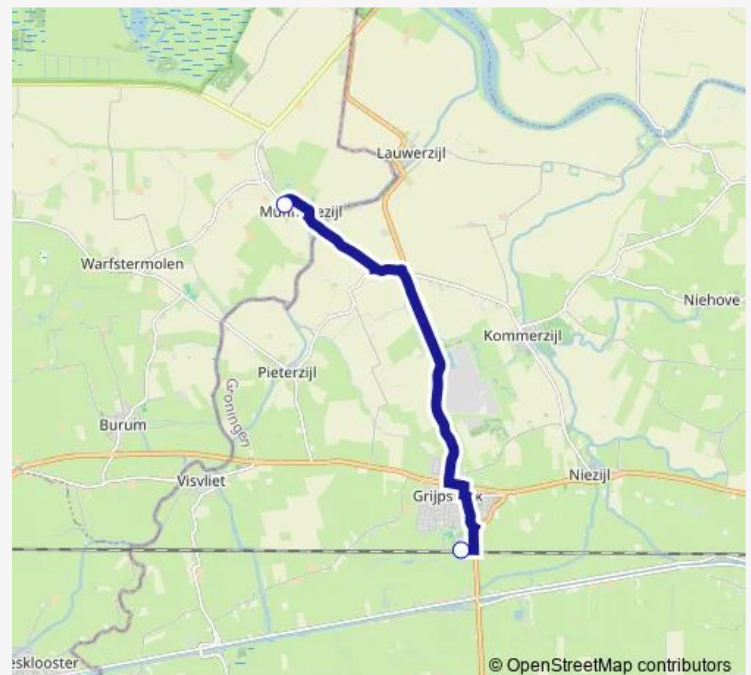 Lauwerzijl
Warfstermolen
Niehove
Kommerzijl
Pieterzijl
Groningen
Burum
Visvliet
Niezijl
© OpenStreetMap contributors